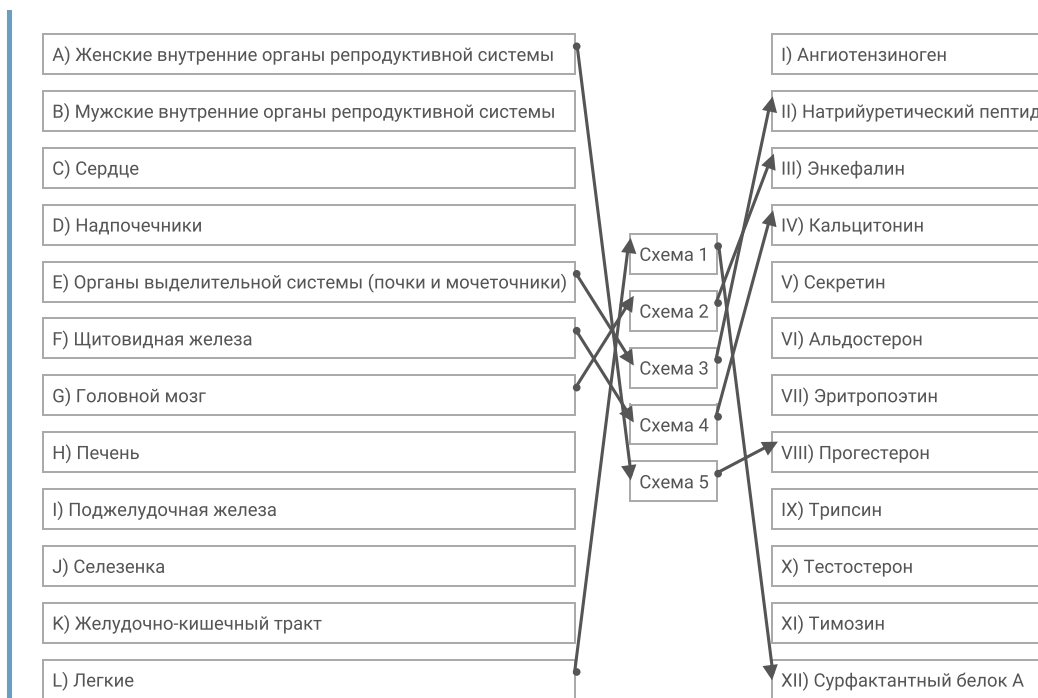 A) Женские внутренние органы репродуктивной системы
B) Мужские внутренние органы репродуктивной системы
C) Сердце
D) Надпочечники
E) Органы выделительной системы (почки и мочеточники)
F) Щитовидная железа
G) Головной мозг
H) Печень
I) Поджелудочная железа
J) Селезенка
K) Желудочно-кишечный тракт
L) Легкие
Схема 1
Схема 2
Схема 3
Схема 4
Схема 5
I) Ангиотензиноген
II) Натрийуретический пептид
III) Энкефалин
IV) Кальцитонин
V) Секретин
VI) Альдостерон
VII) Эритропоэтин
VIII) Прогестерон
IX) Трипсин
X) Тестостерон
XI) Тимозин
XII) Сурфактантный белок А